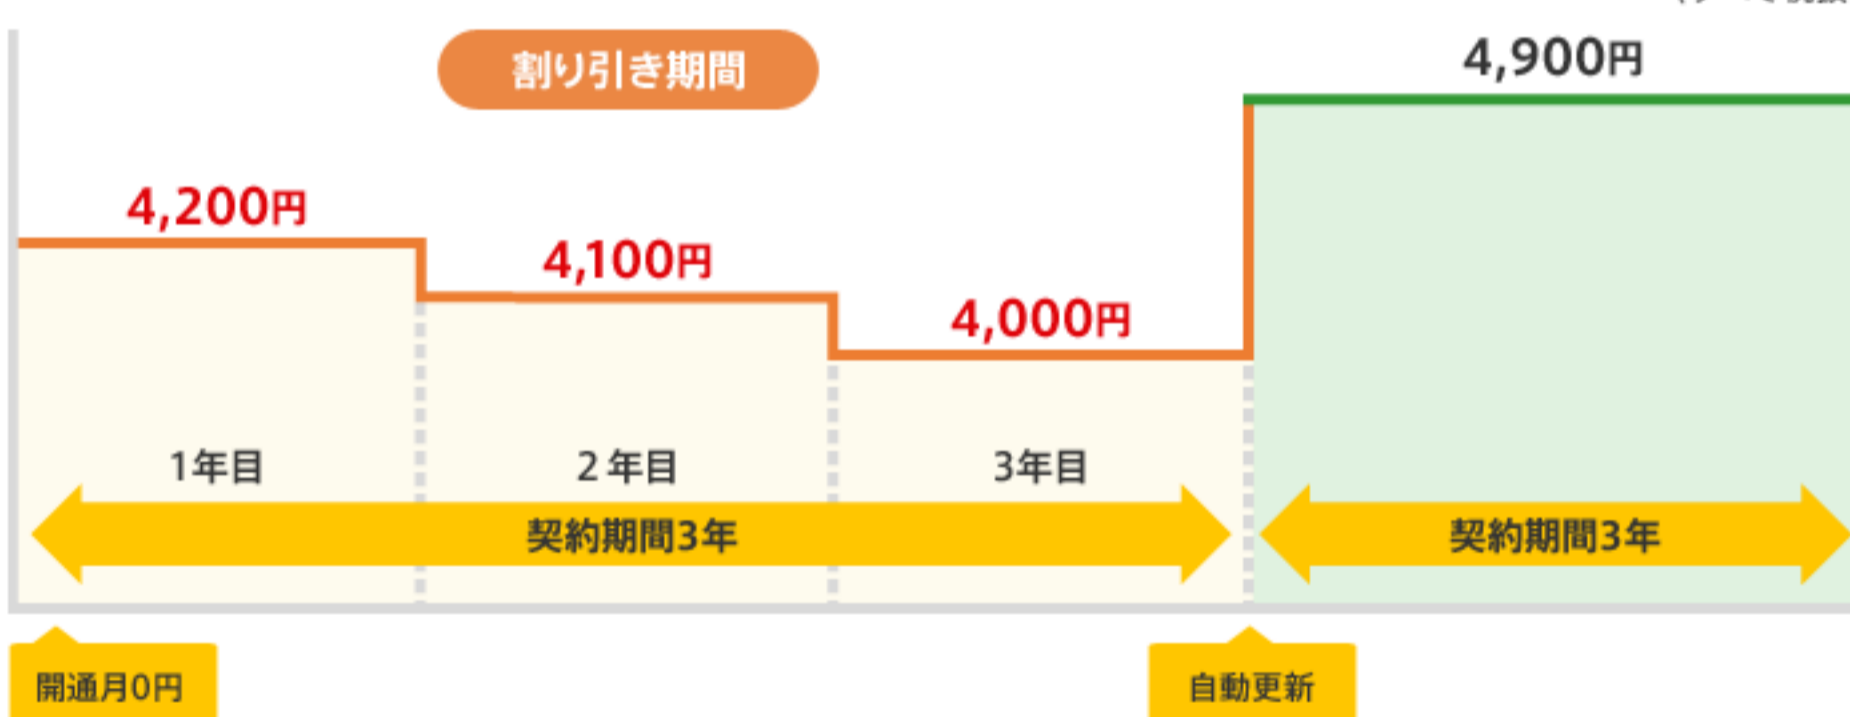 割り引き期間
4,900円
4,200円
4,100円
4,000円
1年目
2年目
3年目
契約期間3年
契約期間3年
開通月0円
自動更新